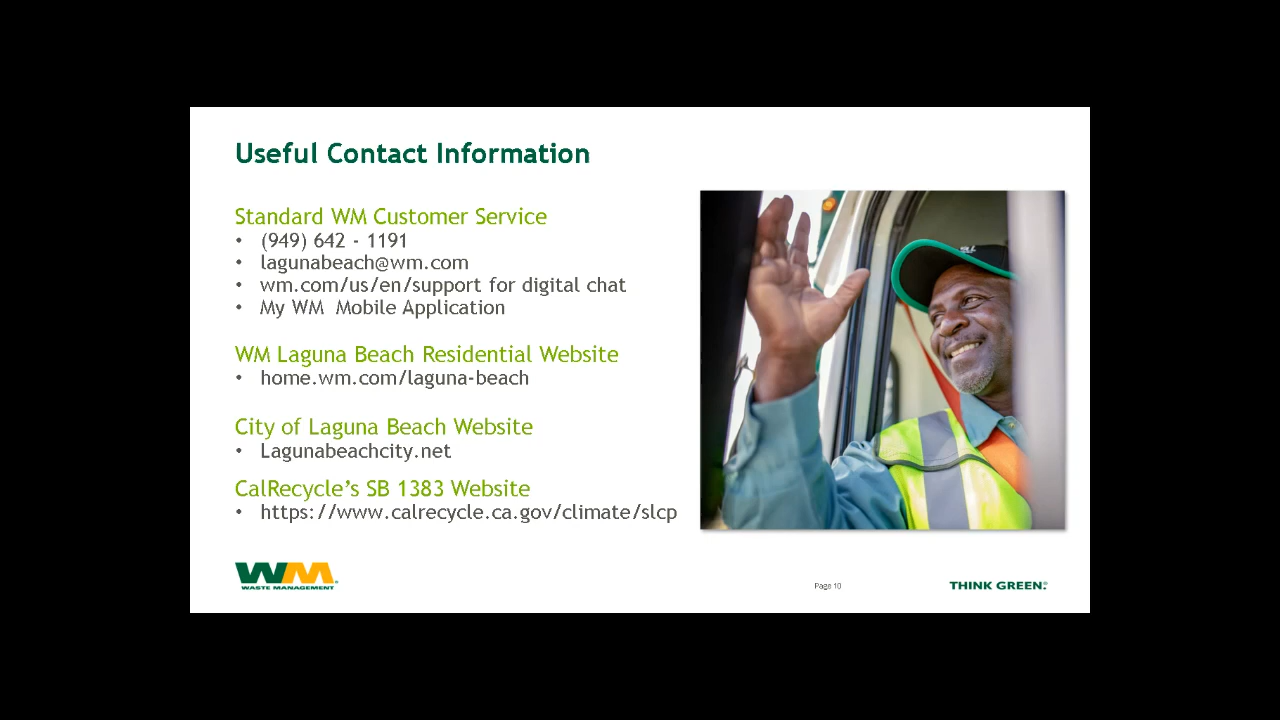 Useful Contact Information
Standard WM Customer Service
• (949) 642 - 1191
• lagunabeach@wm.com
• wm.com/us/en/support for digital chat
• My WM  Mobile Application
WM Laguna Beach Residential Website
• home.wm.com/laguna-beach
City of Laguna Beach Website
• Lagunabeachcity.net
CalRecycle's SB 1383 Website
• https://www.calrecycle.ca.gov/climate/slcp
WM
WASTE MANAGEMENT
Page 10
THINK GREEN.